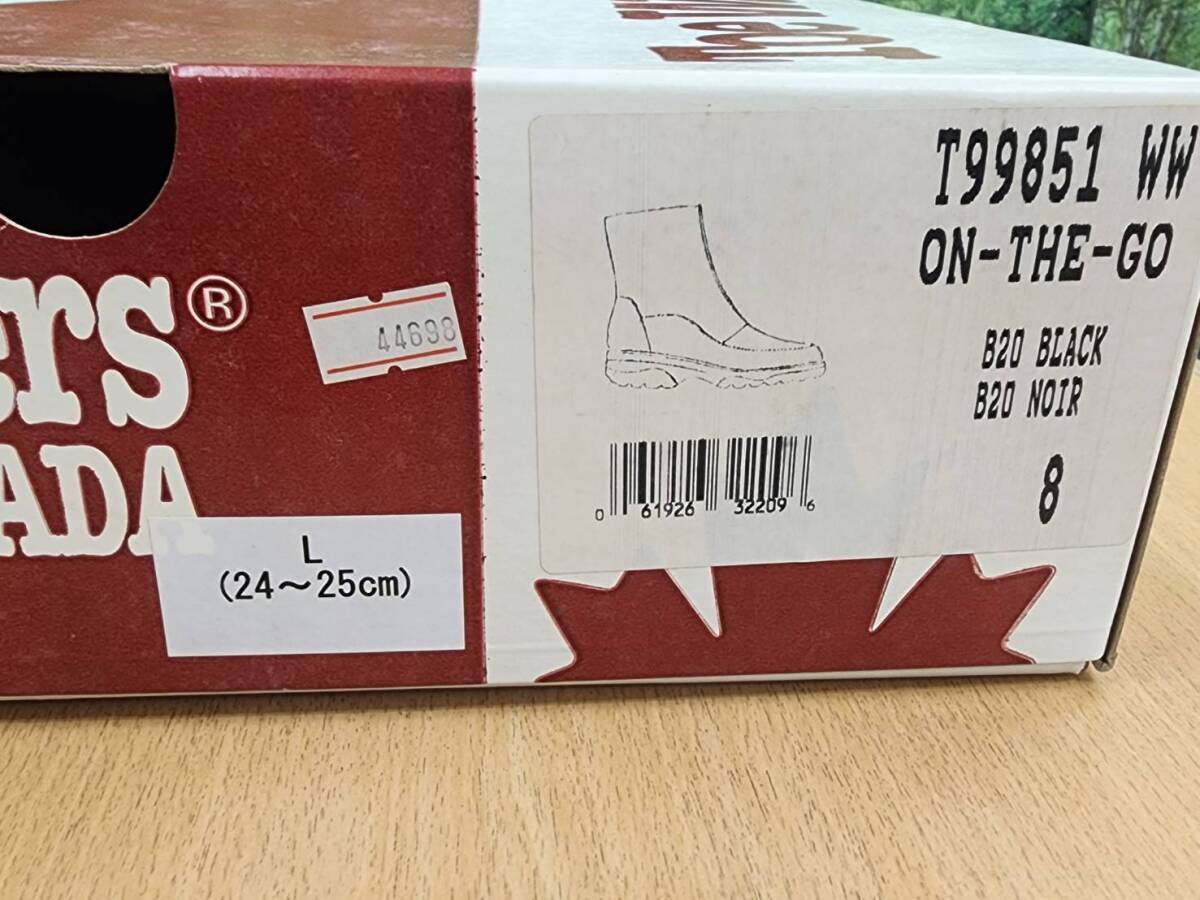 ers®
ADA
44698
L
(24～25cm)
T99851 WW
ON-THE-GO
B20 BLACK
B20 NOIR
8
0 61926 32209 6